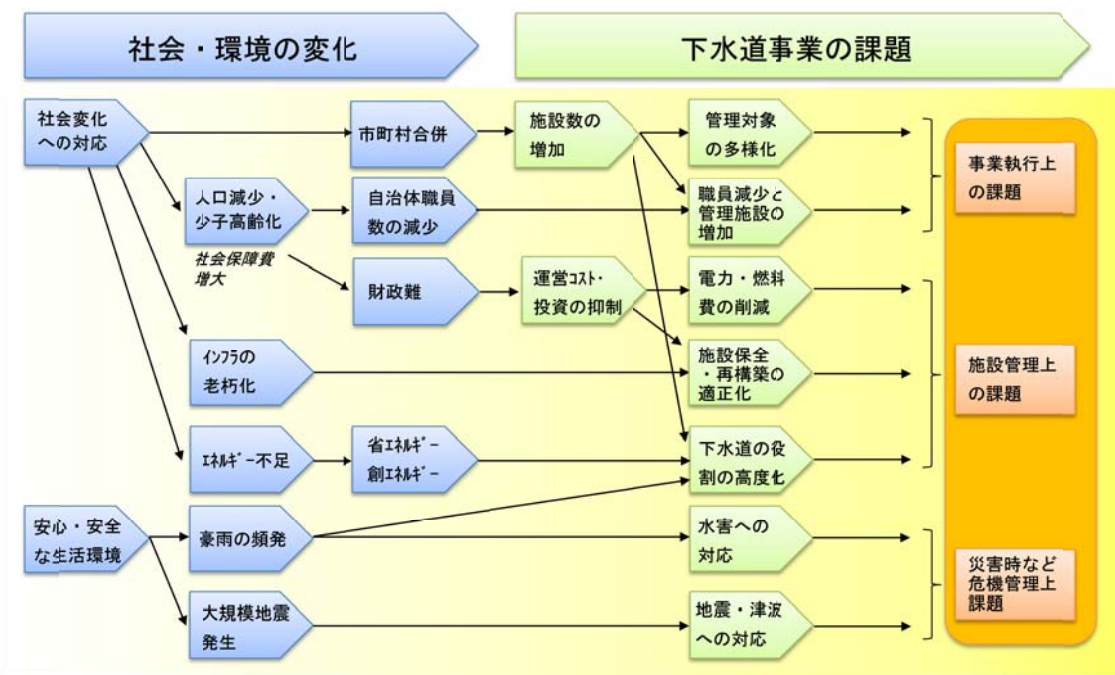 社会・環境の変化
下水道事業の課題
社会変化
への対応
市町村合併
施設数の
増加
管理対象
の多様化
人口減少・
少子高齢化
社会保障費
増大
自治体職員
数の減少
職員減少と
管理施設の
増加
財政難
運営ｺｽﾄ・
投資の抑制
電力・燃料
費の削減
ｲﾝﾌﾗの
老朽化
施設保全
・再構築の
適正化
ｴﾈﾙｷﾞｰ不足
省ｴﾈﾙｷﾞｰ
創ｴﾈﾙｷﾞｰ
下水道の役
割の高度化
安心・安全
な生活環境
豪雨の頻発
水害への
対応
大規模地震
発生
地震・津波
への対応
事業執行上
の課題
施設管理上
の課題
災害時など
危機管理上
課題